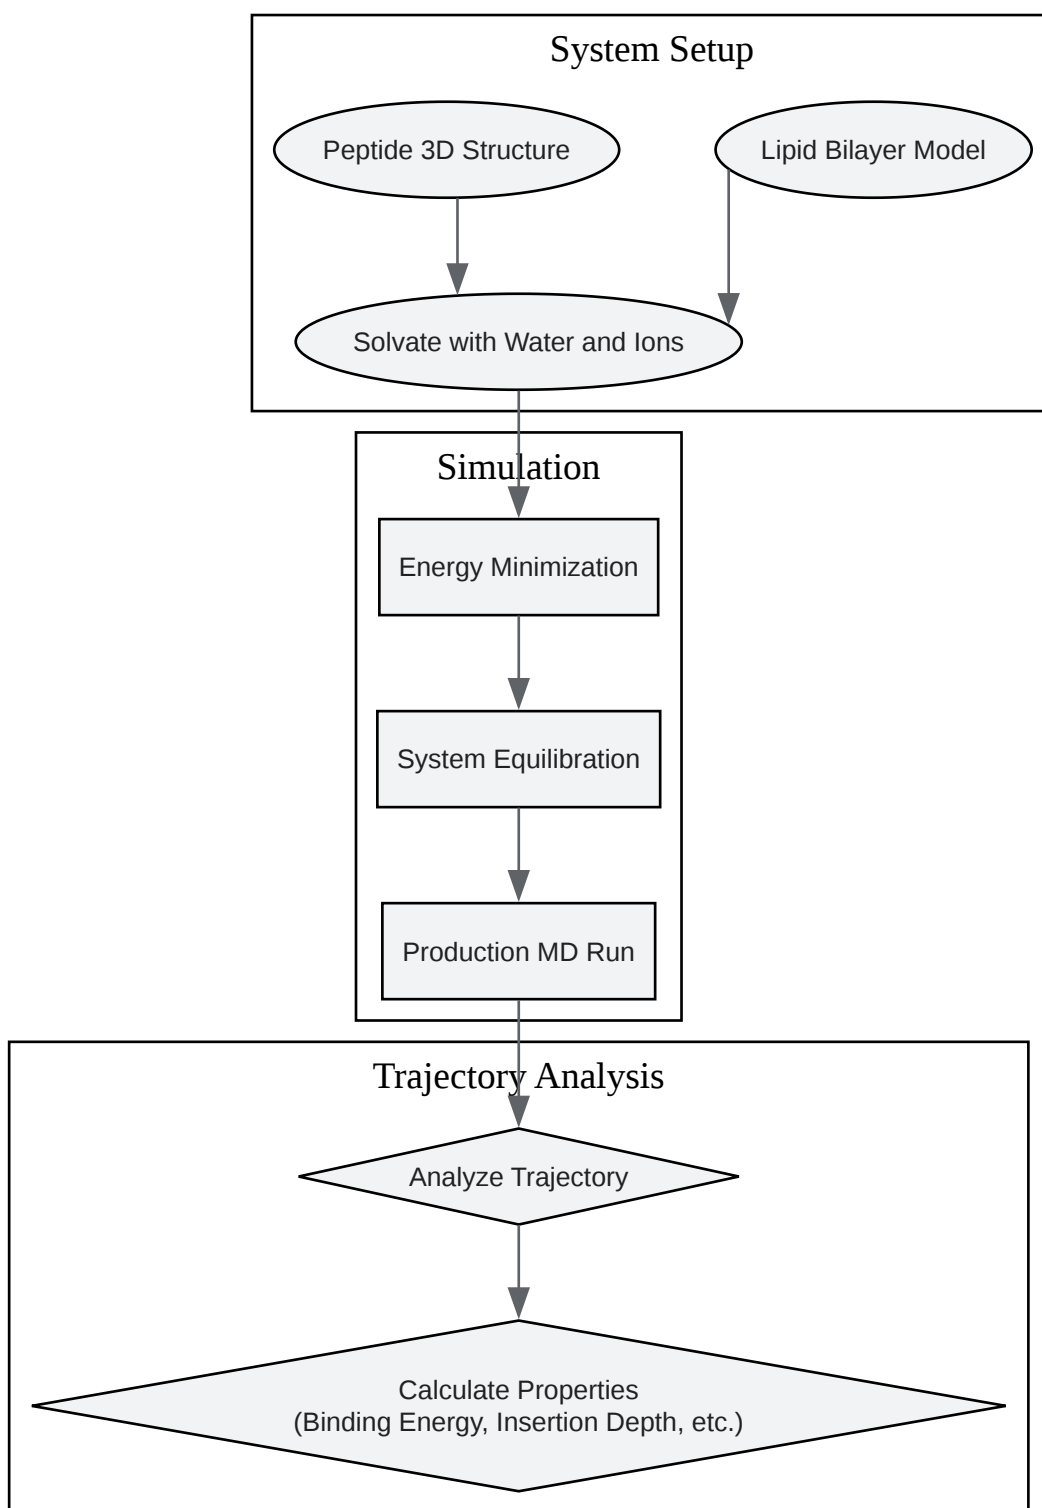 System Setup
Peptide 3D Structure
Lipid Bilayer Model
Solvate with Water and Ions
Simulation
Energy Minimization
System Equilibration
Production MD Run
Trajectory Analysis
Analyze Trajectory
Calculate Properties
(Binding Energy, Insertion Depth, etc.)